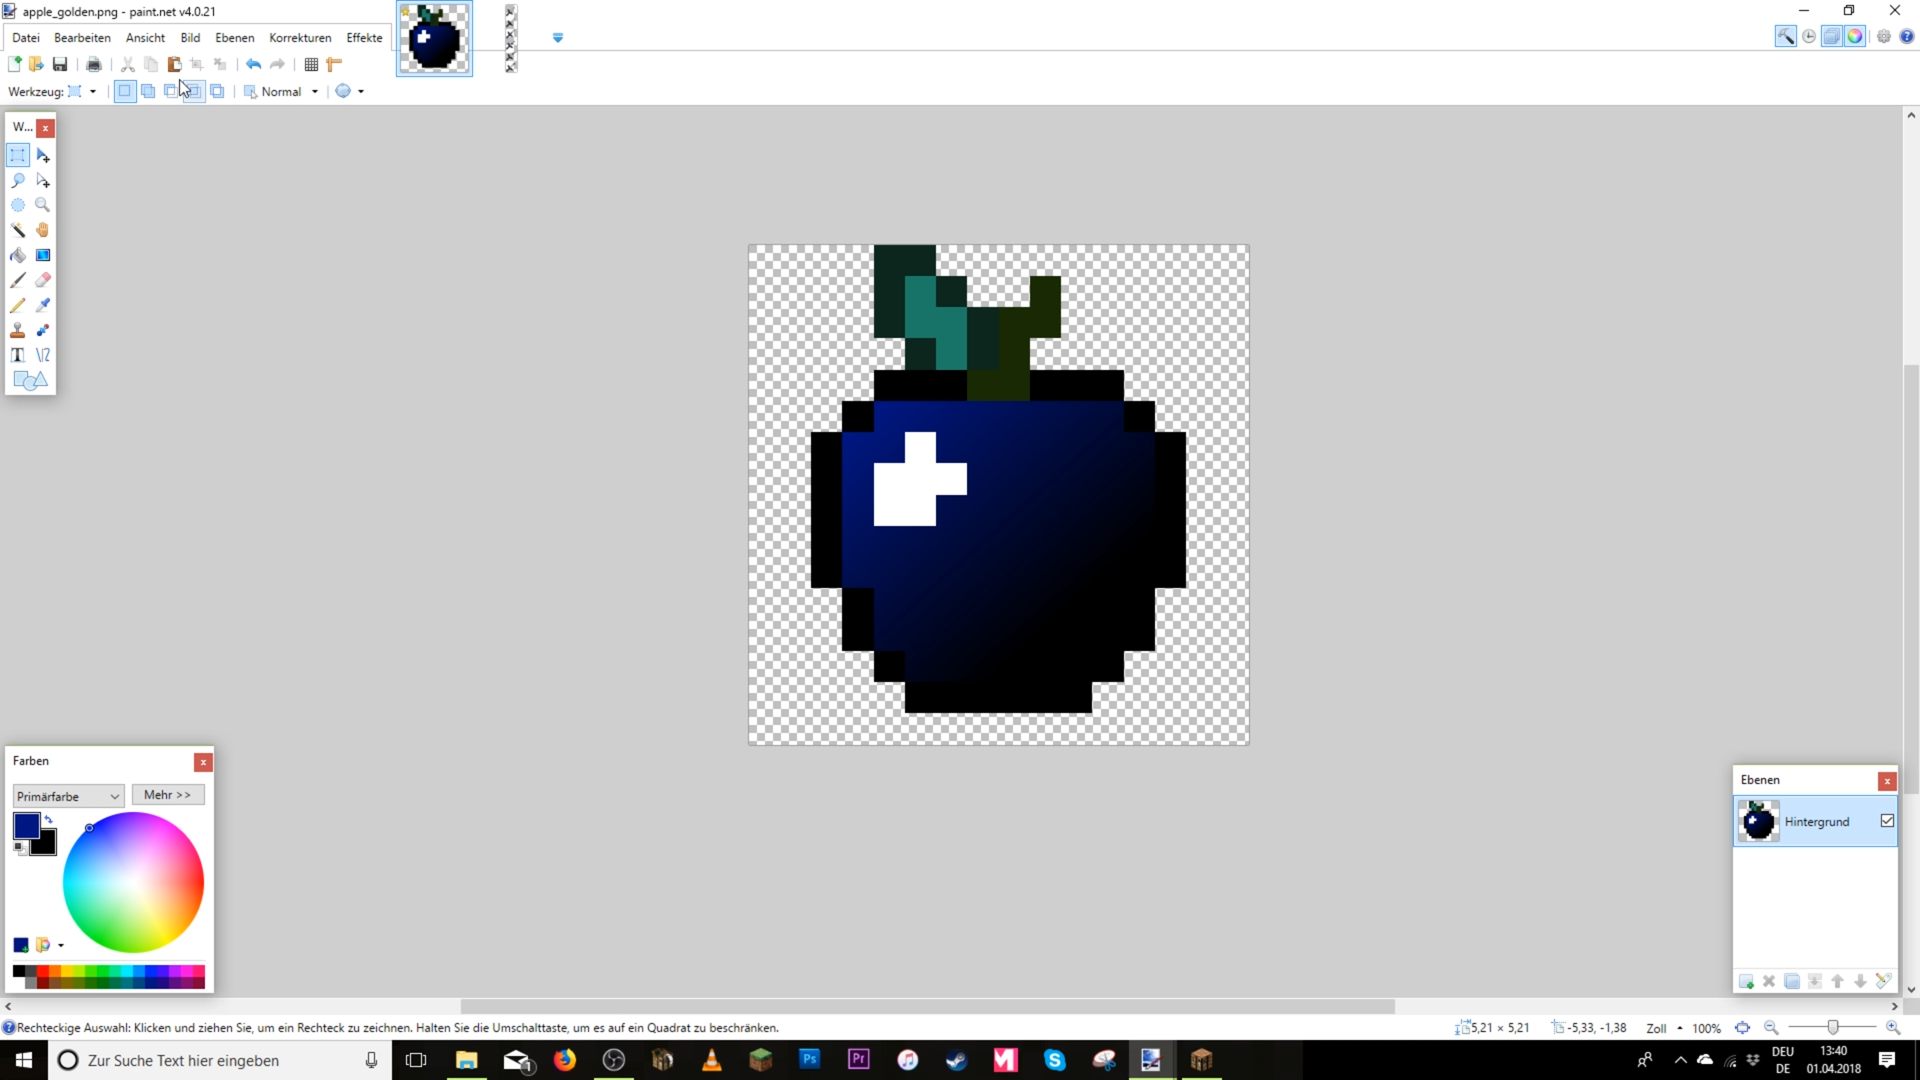 apple_golden.png - paint.net v4.0.21
Datei Bearbeiten Ansicht Bild Ebenen Korrekturen Effekte
Werkzeug: Normal
W...
Farben
Primärfarbe
Mehr >>
Ebenen
Hintergrund
Rechteckige Auswahl: Klicken und ziehen Sie, um ein Rechteck zu zeichnen. Halten Sie die Umschalttaste, um es auf ein Quadrat zu beschränken.
5,21 × 5,21 -5,33, -1,38 Zoll 100%
Zur Suche Text hier eingeben
1
Ps
Pr
DEU
DE
13:40
01.04.2018